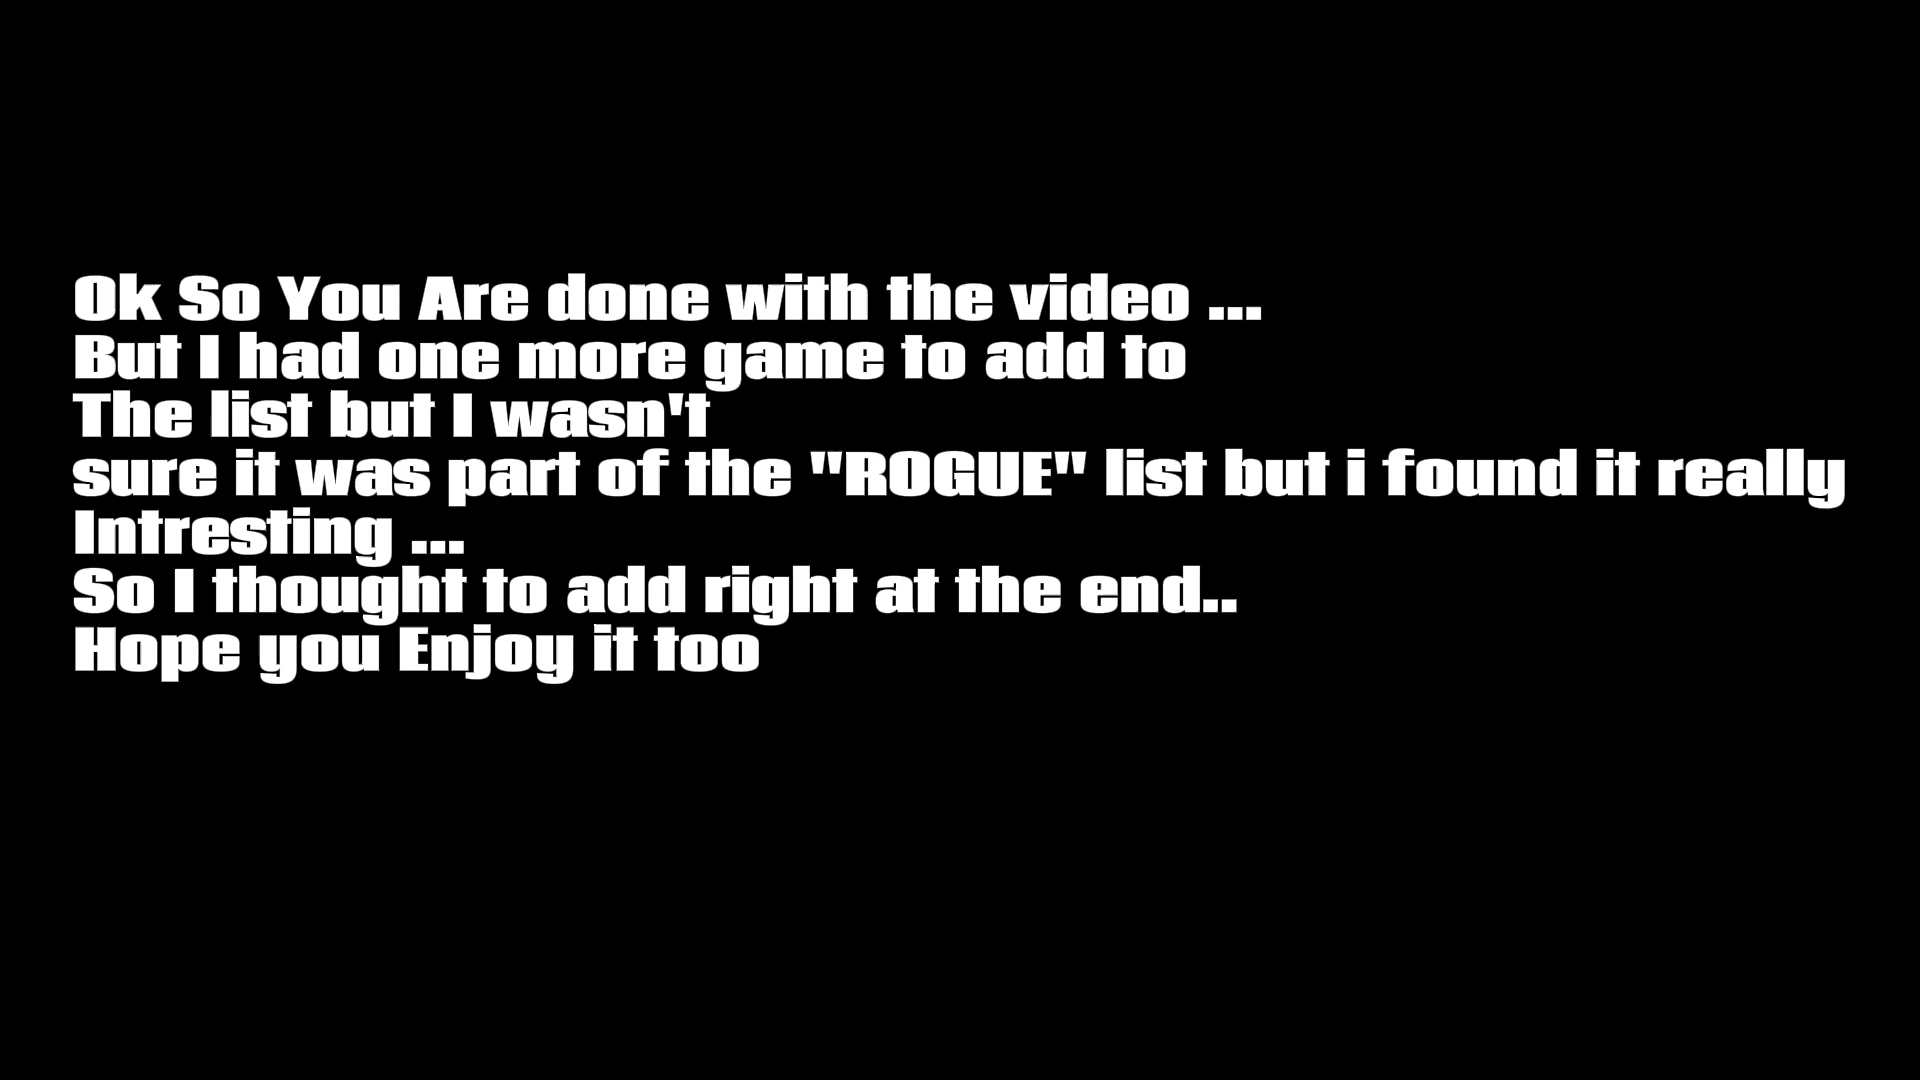 Ok So You Are done with the video ...
But I had one more game to add to
The list but I wasn't
sure it was part of the "ROGUE" list but i found it really
Intresting ...
So I thought to add right at the end..
Hope you Enjoy it too